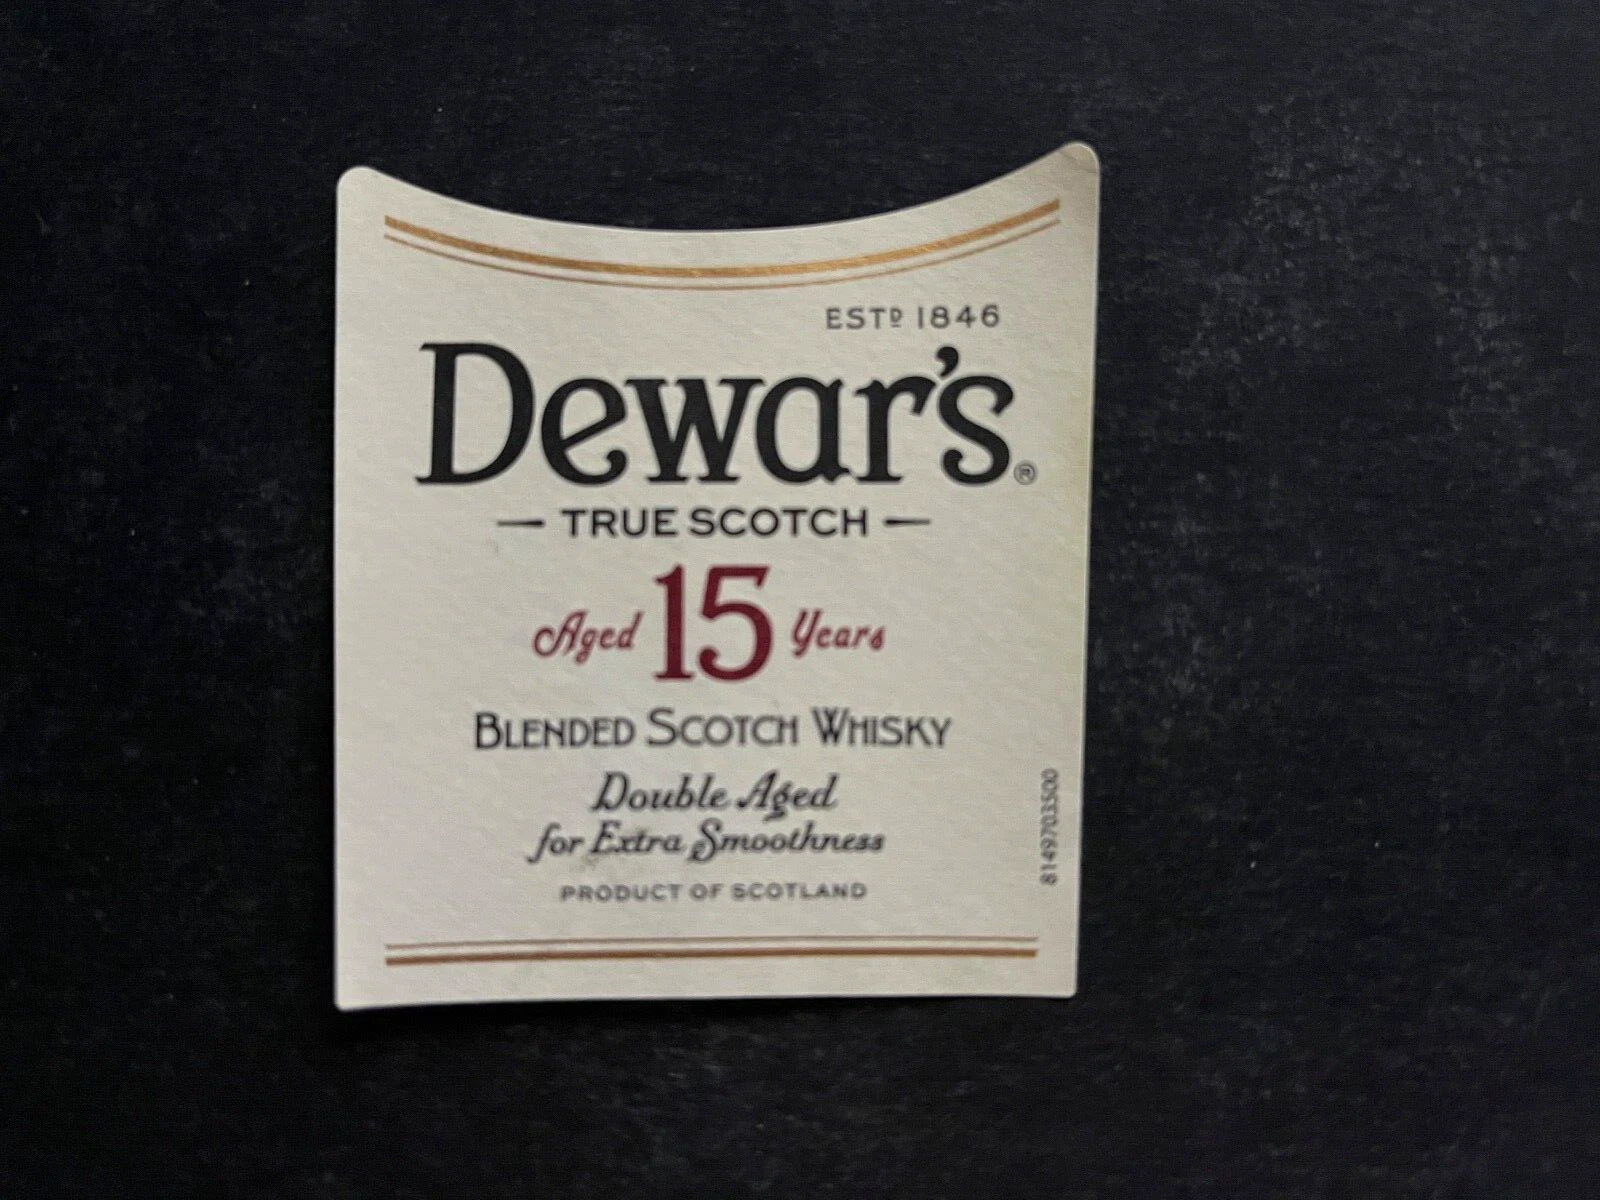 ESTD 1846
Dewar's®
TRUE SCOTCH
Aged 15 Years
BLENDED SCOTCH WHISKY
Double Aged
for Extra Smoothness
PRODUCT OF SCOTLAND
8149703500